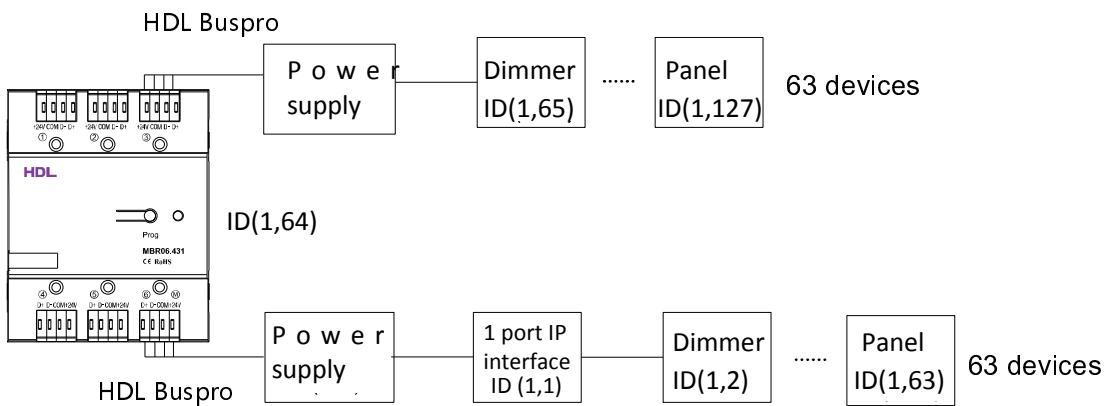 HDL Buspro
Power
supply
Dimmer
ID(1,65)
......
Panel
ID(1,127)
63 devices
+24V COM D- D+
+24V COM D- D+
+24V COM D- D+
①
②
③
HDL
Prog
MBR06.431
CE RoHS
ID(1,64)
④
⑤
⑥
Ⓜ
D+ D-COM+24V
D+ D-COM+24V
D+ D-COM+24V
HDL Buspro
Power
supply
1 port IP
interface
ID (1,1)
Dimmer
ID(1,2)
......
Panel
ID(1,63)
63 devices